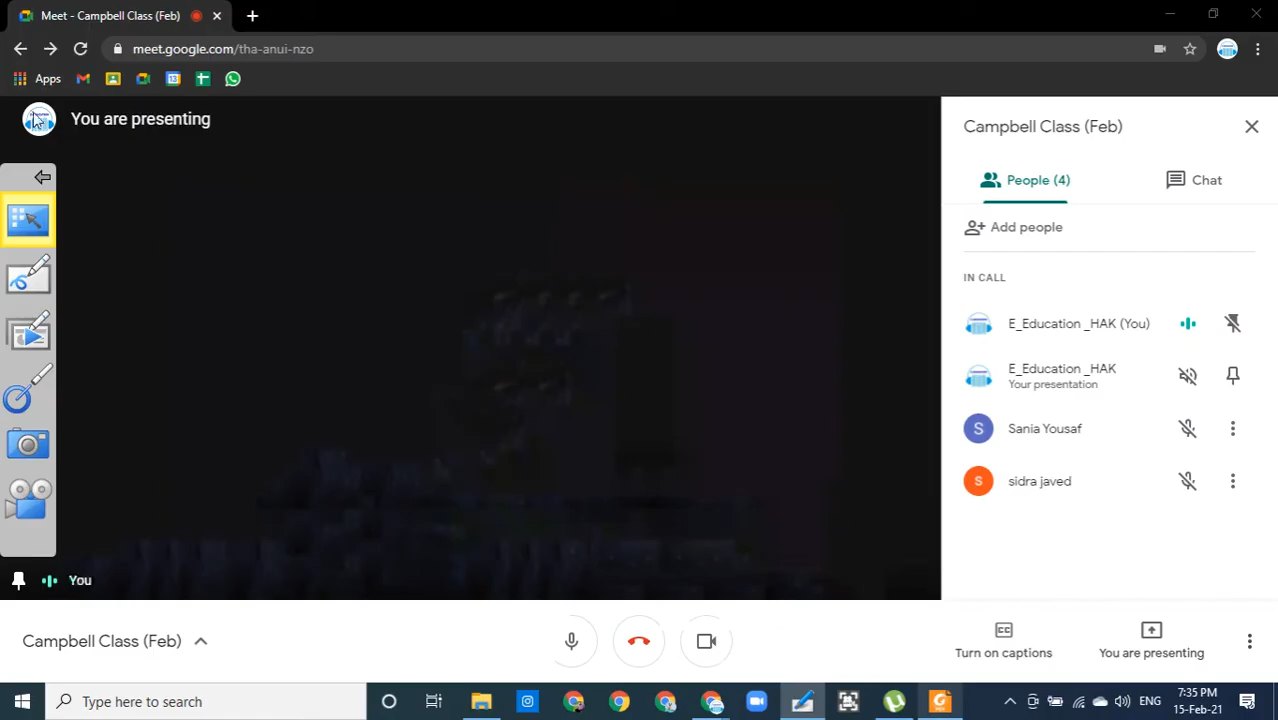 Meet - Campbell Class (Feb)
meet.google.com/tha-anui-nzo
Apps
You are presenting
Campbell Class (Feb)
People (4)
Chat
Add people
IN CALL
E_Education _HAK (You)
E_Education _HAK
Your presentation
S
Sania Yousaf
s
sidra javed
You
Campbell Class (Feb)
CC
Turn on captions
You are presenting
Type here to search
ENG
7:35 PM
15-Feb-21